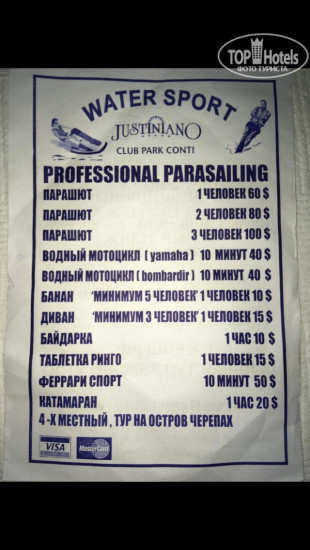 TOP Hotels
ФОТО ТУРИСТА
WATER SPORT
JUSTINIANO
CLUB PARK CONTI
PROFESSIONAL PARASAILING
ПАРАШЮТ 1 ЧЕЛОВЕК 60 $
ПАРАШЮТ 2 ЧЕЛОВЕК 80 $
ПАРАШЮТ 3 ЧЕЛОВЕК 100 $
ВОДНЫЙ МОТОЦИКЛ ( yamaha ) 10 МИНУТ 40 $
ВОДНЫЙ МОТОЦИКЛ ( bombardir ) 10 МИНУТ 40 $
БАНАН 'МИНИМУМ 5 ЧЕЛОВЕК' 1 ЧЕЛОВЕК 10 $
ДИВАН 'МИНИМУМ 3 ЧЕЛОВЕК' 1 ЧЕЛОВЕК 15 $
БАЙДАРКА 1 ЧАС 10 $
ТАБЛЕТКА РИНГО 1 ЧЕЛОВЕК 15 $
ФЕРРАРИ СПОРТ 10 МИНУТ 50 $
КАТАМАРАН 1 ЧАС 20 $
4 -Х МЕСТНЫЙ , ТУР НА ОСТРОВ ЧЕРЕПАХ
VISA MasterCard